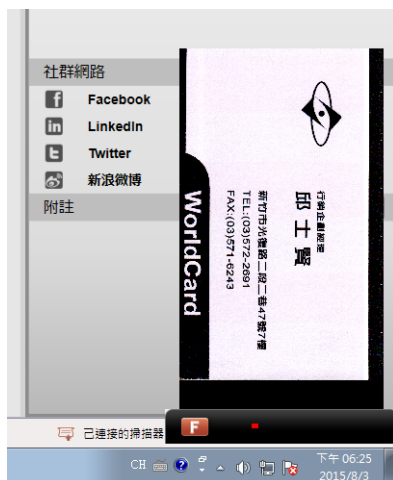 社群網路
Facebook
LinkedIn
Twitter
新浪微博
附註
行銷企劃經理
邱士賢
新竹市光復路二段二巷47號7樓
TEL:(03)572-2691
FAX:(03)571-6243
WorldCard
已連接的掃描器
F
CH
下午 06:25
2015/8/3